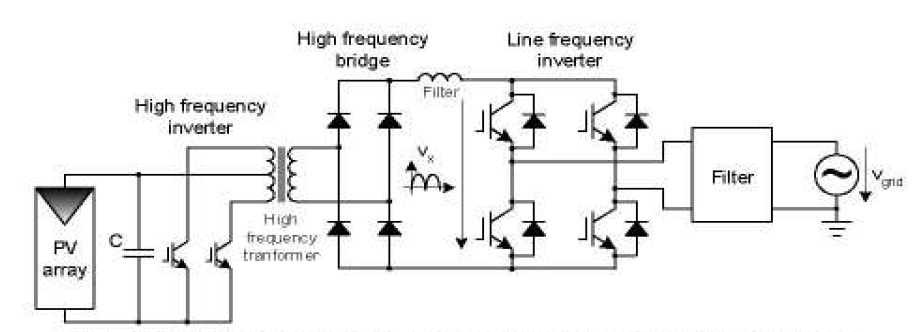 High frequency
bridge
Line frequency
inverter
High frequency
inverter
Filter
Vx
High
frequency
tranformer
C
PV
array
Filter
Vgrid